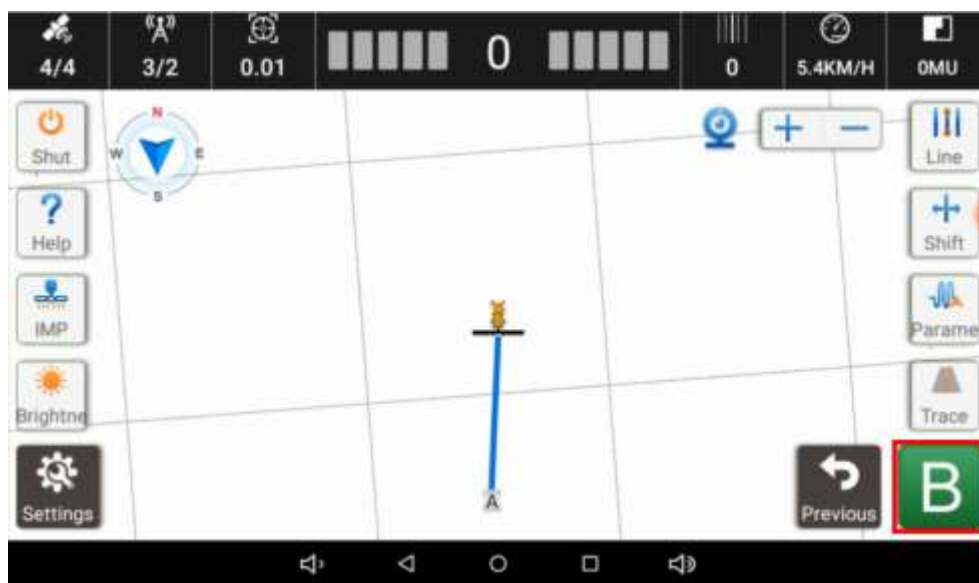 4/4
3/2
0.01
0
0
5.4KM/H
0MU
Shut
N
W
E
S
Line
Help
Shift
IMP
Parame
Brightne
Trace
Settings
A
Previous
B